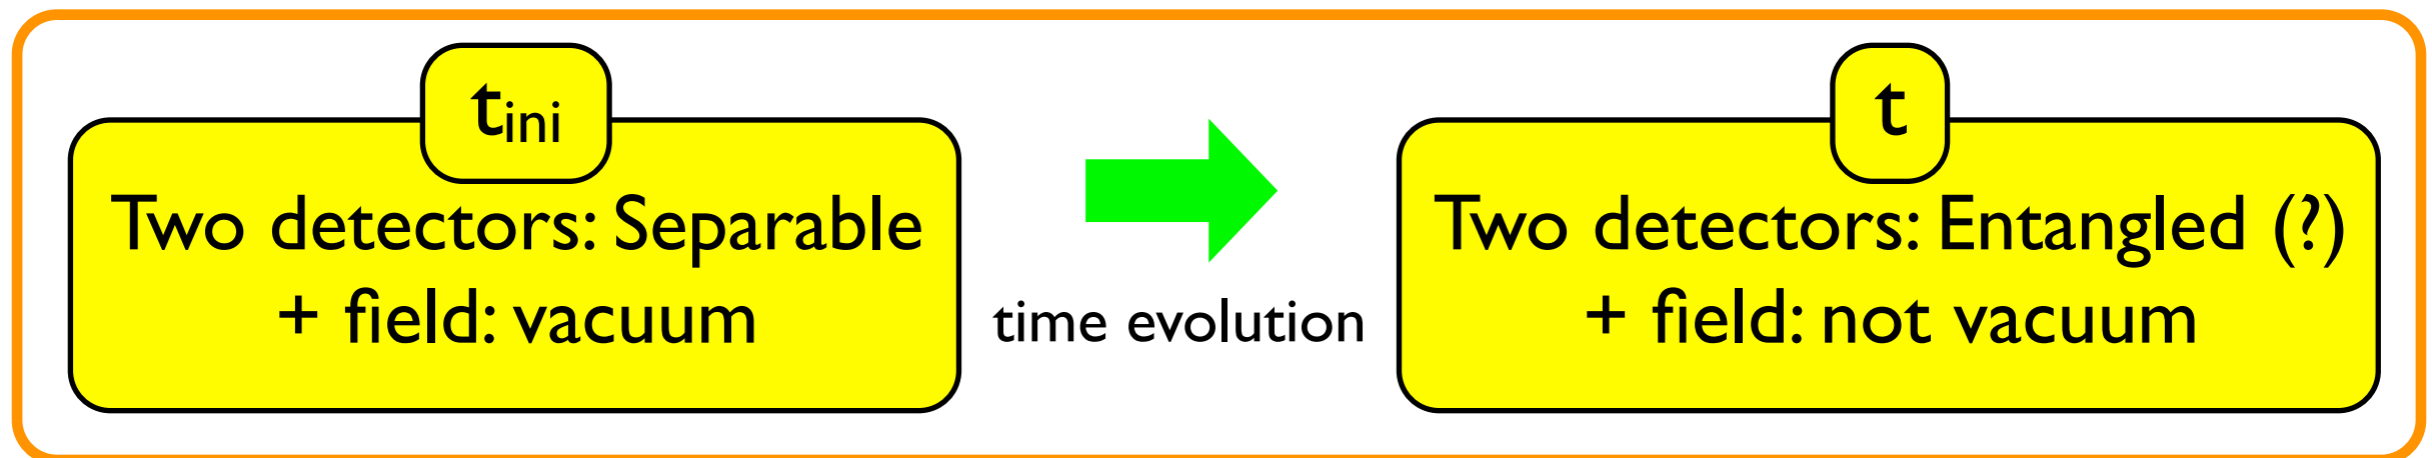 tini
Two detectors: Separable
+ field: vacuum
time evolution
t
Two detectors: Entangled (?)
+ field: not vacuum